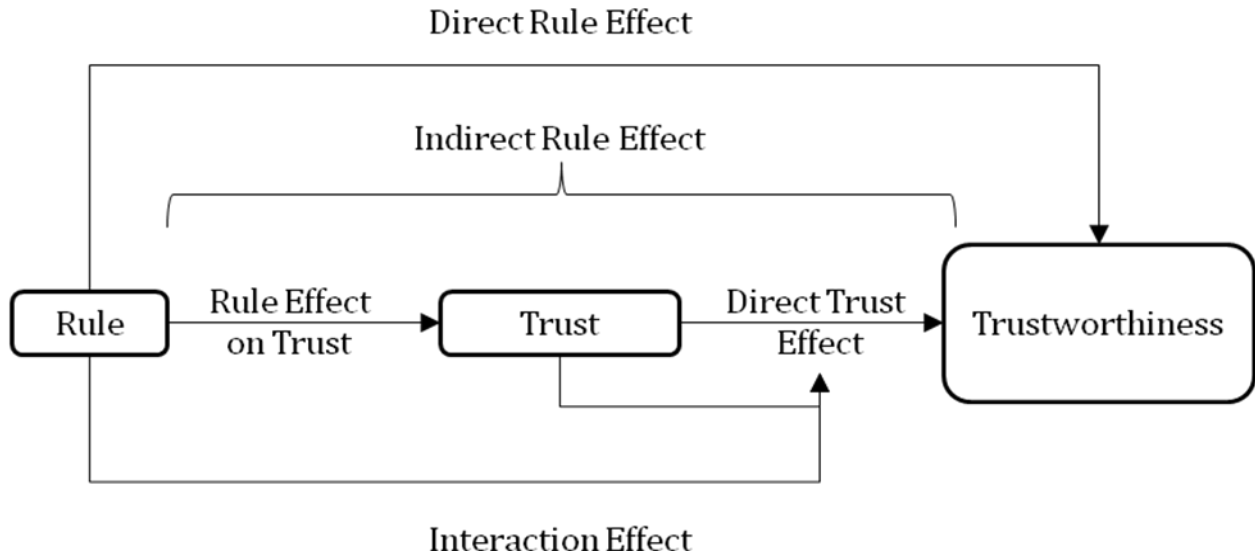 Direct Rule Effect
Indirect Rule Effect
Rule
Rule Effect
on Trust
Trust
Direct Trust
Effect
Trustworthiness
Interaction Effect